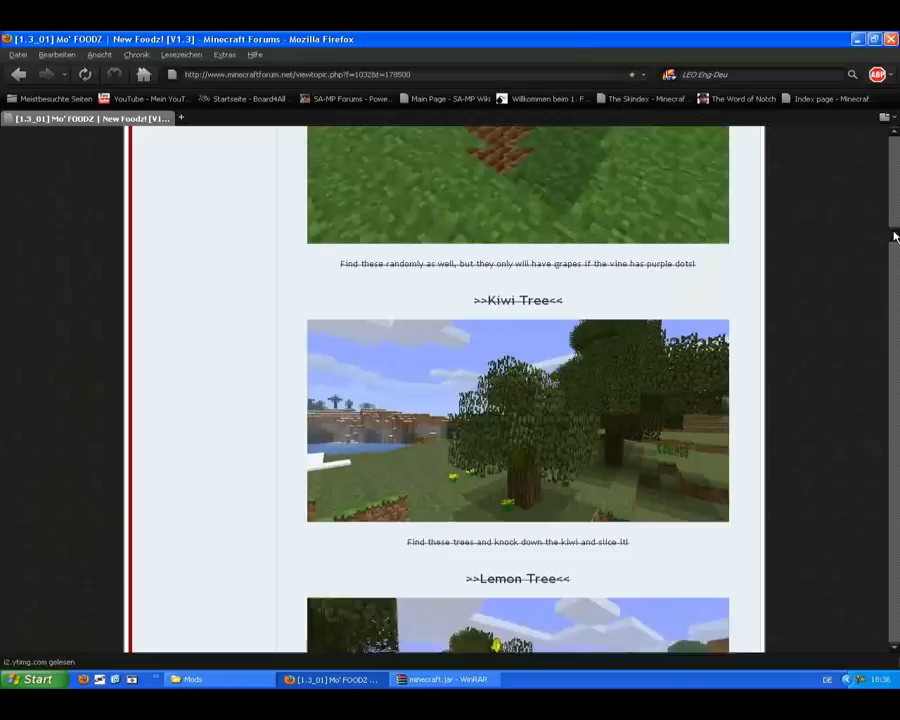 [1.3_01] Mo' FOODZ | New Foodz! [V1.3] - Minecraft Forums - Mozilla Firefox
Datei Bearbeiten Ansicht Chronik Lesezeichen Extras Hilfe
http://www.minecraftforum.net/viewtopic.php?f=1032&t=178500
LEO Eng-Deu
ABP
Meistbesuchte Seiten
YouTube - Mein YouT...
Startseite - Board4All
SA-MP Forums - Powe...
Main Page - SA-MP Wiki
Willkommen beim 1. F...
The Skindex - Minecraf...
The Word of Notch
Index page - Minecraf...
[1.3_01] Mo' FOODZ | New Foodz! [V1...
Find these randomly as well, but they only will have grapes if the vine has purple dots!
>>Kiwi Tree<<
Find these trees and knock down the kiwi and slice it!
>>Lemon Tree<<
i2.ytimg.com gelesen
Start
Mods
[1.3_01] Mo' FOODZ ...
minecraft.jar - WinRAR
DE
18:36